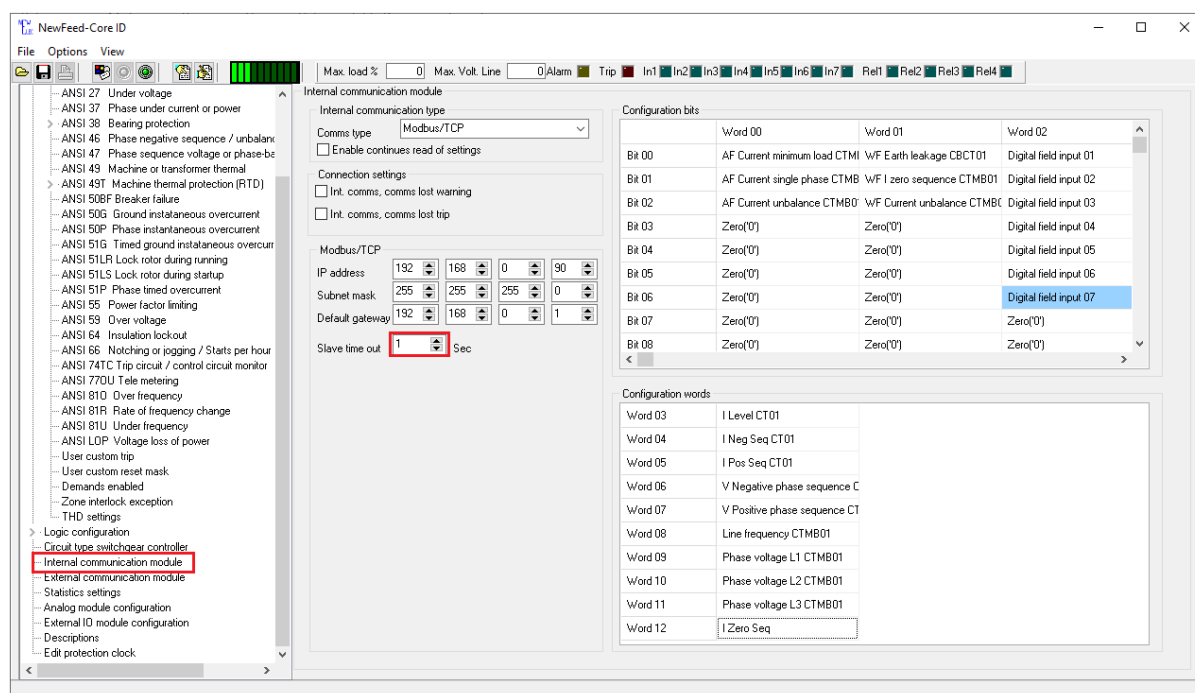 NewFeed-Core ID
File Options View
Max. load % 0 Max. Volt. Line 0 Alarm Trip In1 In2 In3 In4 In5 In6 In7 Rel1 Rel2 Rel3 Rel4
ANSI 27 Under voltage
ANSI 37 Phase under current or power
ANSI 38 Bearing protection
ANSI 46 Phase negative sequence / unbalanc
ANSI 47 Phase sequence voltage or phase-ba
ANSI 49 Machine or transformer thermal
ANSI 49T Machine thermal protection (RTD)
ANSI 50BF Breaker failure
ANSI 50G Ground instataneous overcurrent
ANSI 50P Phase instataneous overcurrent
ANSI 51G Timed ground instataneous overcurr
ANSI 51LR Lock rotor during running
ANSI 51LS Lock rotor during startup
ANSI 51P Phase timed overcurrent
ANSI 55 Power factor limiting
ANSI 59 Over voltage
ANSI 64 Insulation lockout
ANSI 66 Notching or jogging / Starts per hour
ANSI 74TC Trip circuit / control circuit monitor
ANSI 77OU Tele metering
ANSI 81O Over frequency
ANSI 81R Rate of frequency change
ANSI 81U Under frequency
ANSI LOP Voltage loss of power
User custom trip
User custom reset mask
Demands enabled
Zone interlock exception
THD settings
Logic configuration
Circuit type switchgear controller
Internal communication module
External communication module
Statistics settings
Analog module configuration
External IO module configuration
Descriptions
Edit protection clock
Internal communication module
Internal communication type
Comms type Modbus/TCP
Enable continues read of settings
Connection settings
Int. comms, comms lost warning
Int. comms, comms lost trip
Modbus/TCP
IP address 192 168 0 90
Subnet mask 255 255 255 0
Default gateway 192 168 0 1
Slave time out 1 Sec
Configuration bits
Word 00 Word 01 Word 02
Bit 00 AF Current minimum load CTMI WF Earth leakage CBCT01 Digital field input 01
Bit 01 AF Current single phase CTMB WF I zero sequence CTMB01 Digital field input 02
Bit 02 AF Current unbalance CTMB0 WF Current unbalance CTMB0 Digital field input 03
Bit 03 Zero('0') Zero('0') Digital field input 04
Bit 04 Zero('0') Zero('0') Digital field input 05
Bit 05 Zero('0') Zero('0') Digital field input 06
Bit 06 Zero('0') Zero('0') Digital field input 07
Bit 07 Zero('0') Zero('0') Zero('0')
Bit 08 Zero('0') Zero('0') Zero('0')
Configuration words
Word 03 I Level CT01
Word 04 I Neg Seq CT01
Word 05 I Pos Seq CT01
Word 06 V Negative phase sequence C
Word 07 V Positive phase sequence CT
Word 08 Line frequency CTMB01
Word 09 Phase voltage L1 CTMB01
Word 10 Phase voltage L2 CTMB01
Word 11 Phase voltage L3 CTMB01
Word 12 I Zero Seq